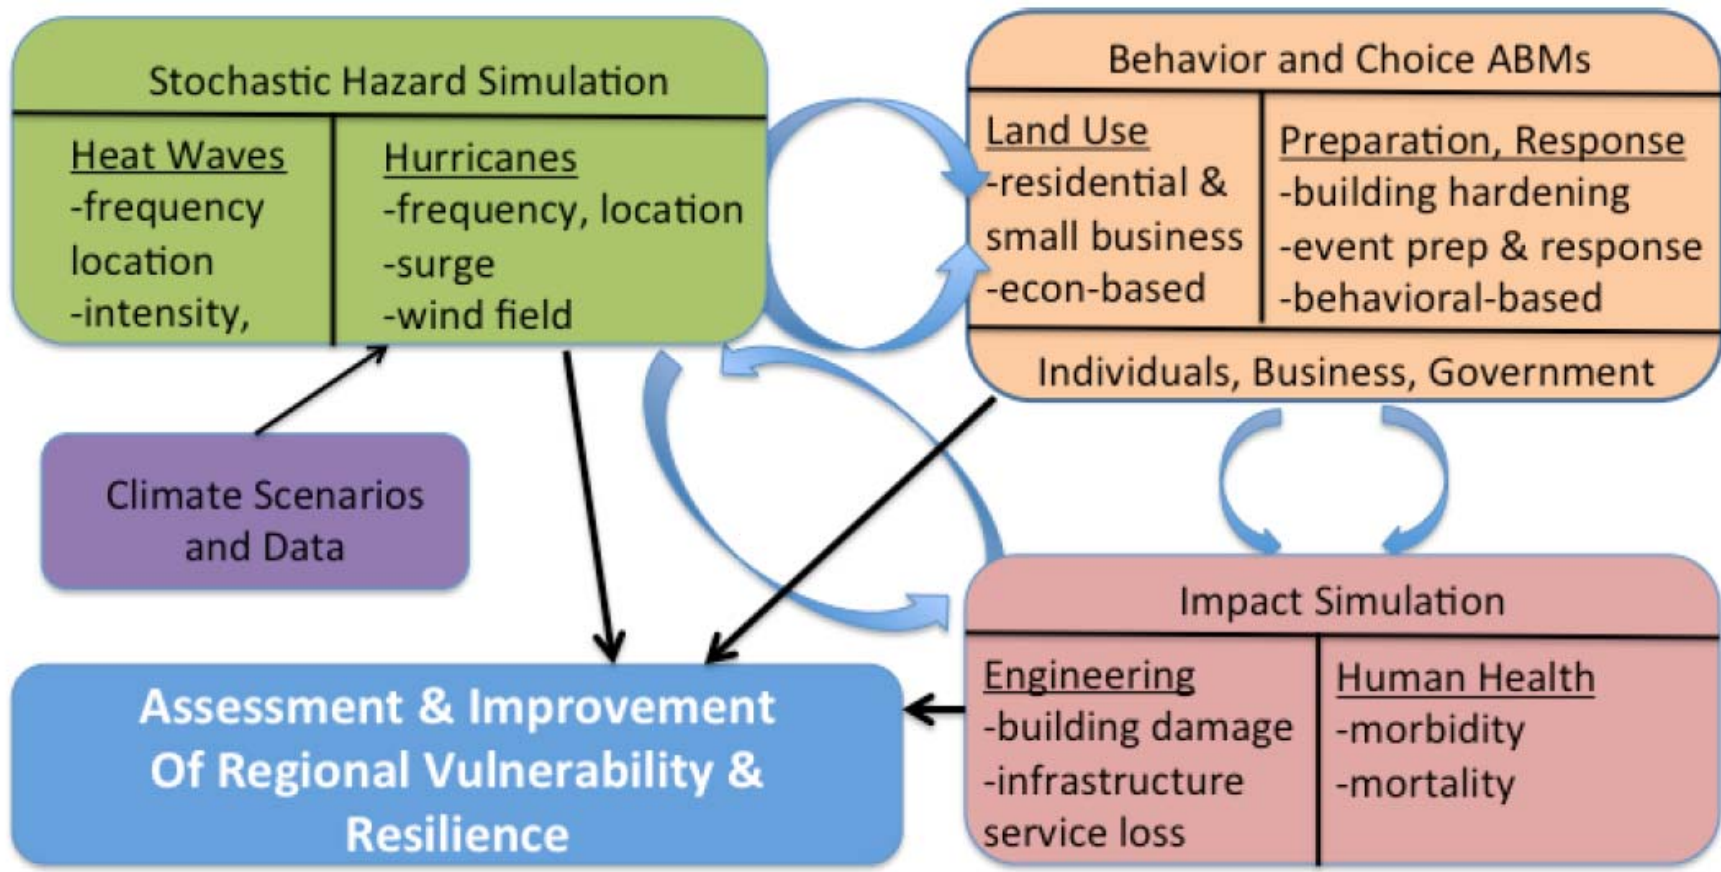 Stochastic Hazard Simulation
Heat Waves
-frequency
location
-intensity,
Hurricanes
-frequency, location
-surge
-wind field
Behavior and Choice ABMs
Land Use
-residential &
small business
-econ-based
Preparation, Response
-building hardening
-event prep & response
-behavioral-based
Individuals, Business, Government
Climate Scenarios
and Data
Assessment & Improvement
Of Regional Vulnerability &
Resilience
Impact Simulation
Engineering
-building damage
-infrastructure
service loss
Human Health
-morbidity
-mortality